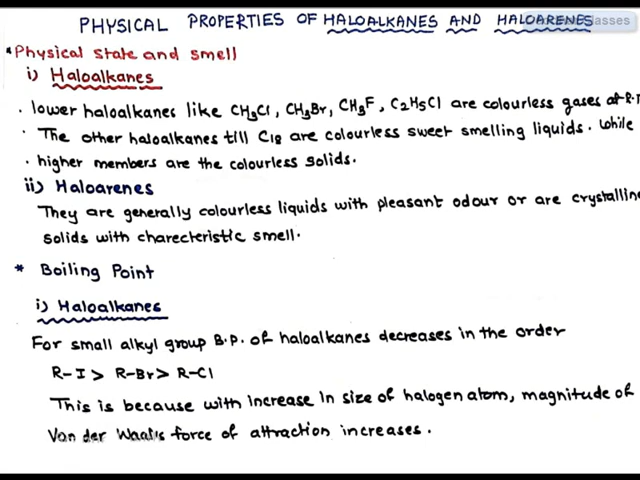 PHYSICAL PROPERTIES OF HALOALKANES AND HALOARENES
*Physical state and smell
i) Haloalkanes
. lower haloalkanes like CH3Cl, CH3Br, CH3F, C2H5Cl are colourless gases at R.T
. The other haloalkanes till C18 are colourless sweet smelling liquids. While
. higher members are the colourless solids.
ii) Haloarenes
They are generally colourless liquids with pleasant odour or are crystalline
solids with charecteristic smell.
* Boiling Point
i) Haloalkanes
For small alkyl group B.P. of haloalkanes decreases in the order
R-I > R-Br > R-Cl
This is because with increase in size of halogen atom, magnitude of
Van der Waal's force of attraction increases.